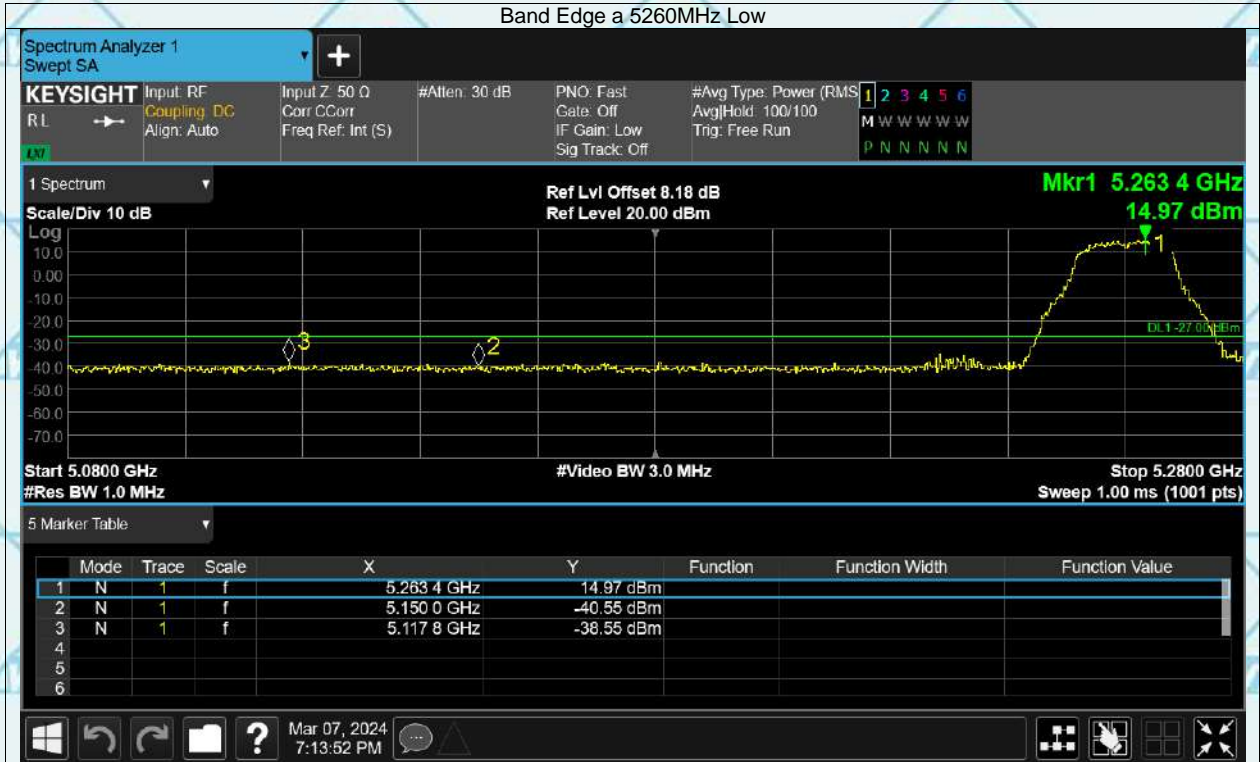 Band Edge a 5260MHz Low
Spectrum Analyzer 1
Swept SA
+
KEYSIGHT
RL
LXI
Input: RF
Coupling: DC
Align: Auto
Input Z: 50 Ω
Corr CCorr
Freq Ref: Int (S)
#Atten: 30 dB
PNO: Fast
Gate: Off
IF Gain: Low
Sig Track: Off
#Avg Type: Power (RMS
Avg|Hold: 100/100
Trig: Free Run
1 2 3 4 5 6
M W W W W W
P N N N N N
1 Spectrum
Scale/Div 10 dB
Ref Lvl Offset 8.18 dB
Ref Level 20.00 dBm
Mkr1 5.263 4 GHz
14.97 dBm
Log
10.0
0.00
-10.0
-20.0
-30.0
-40.0
-50.0
-60.0
-70.0
1
DL1 -27.00 dBm
3
2
Start 5.0800 GHz
#Video BW 3.0 MHz
Stop 5.2800 GHz
#Res BW 1.0 MHz
Sweep 1.00 ms (1001 pts)
5 Marker Table
Mode Trace Scale X Y Function Function Width Function Value
1 N 1 f 5.263 4 GHz 14.97 dBm
2 N 1 f 5.150 0 GHz -40.55 dBm
3 N 1 f 5.117 8 GHz -38.55 dBm
4
5
6
?
Mar 07, 2024
7:13:52 PM